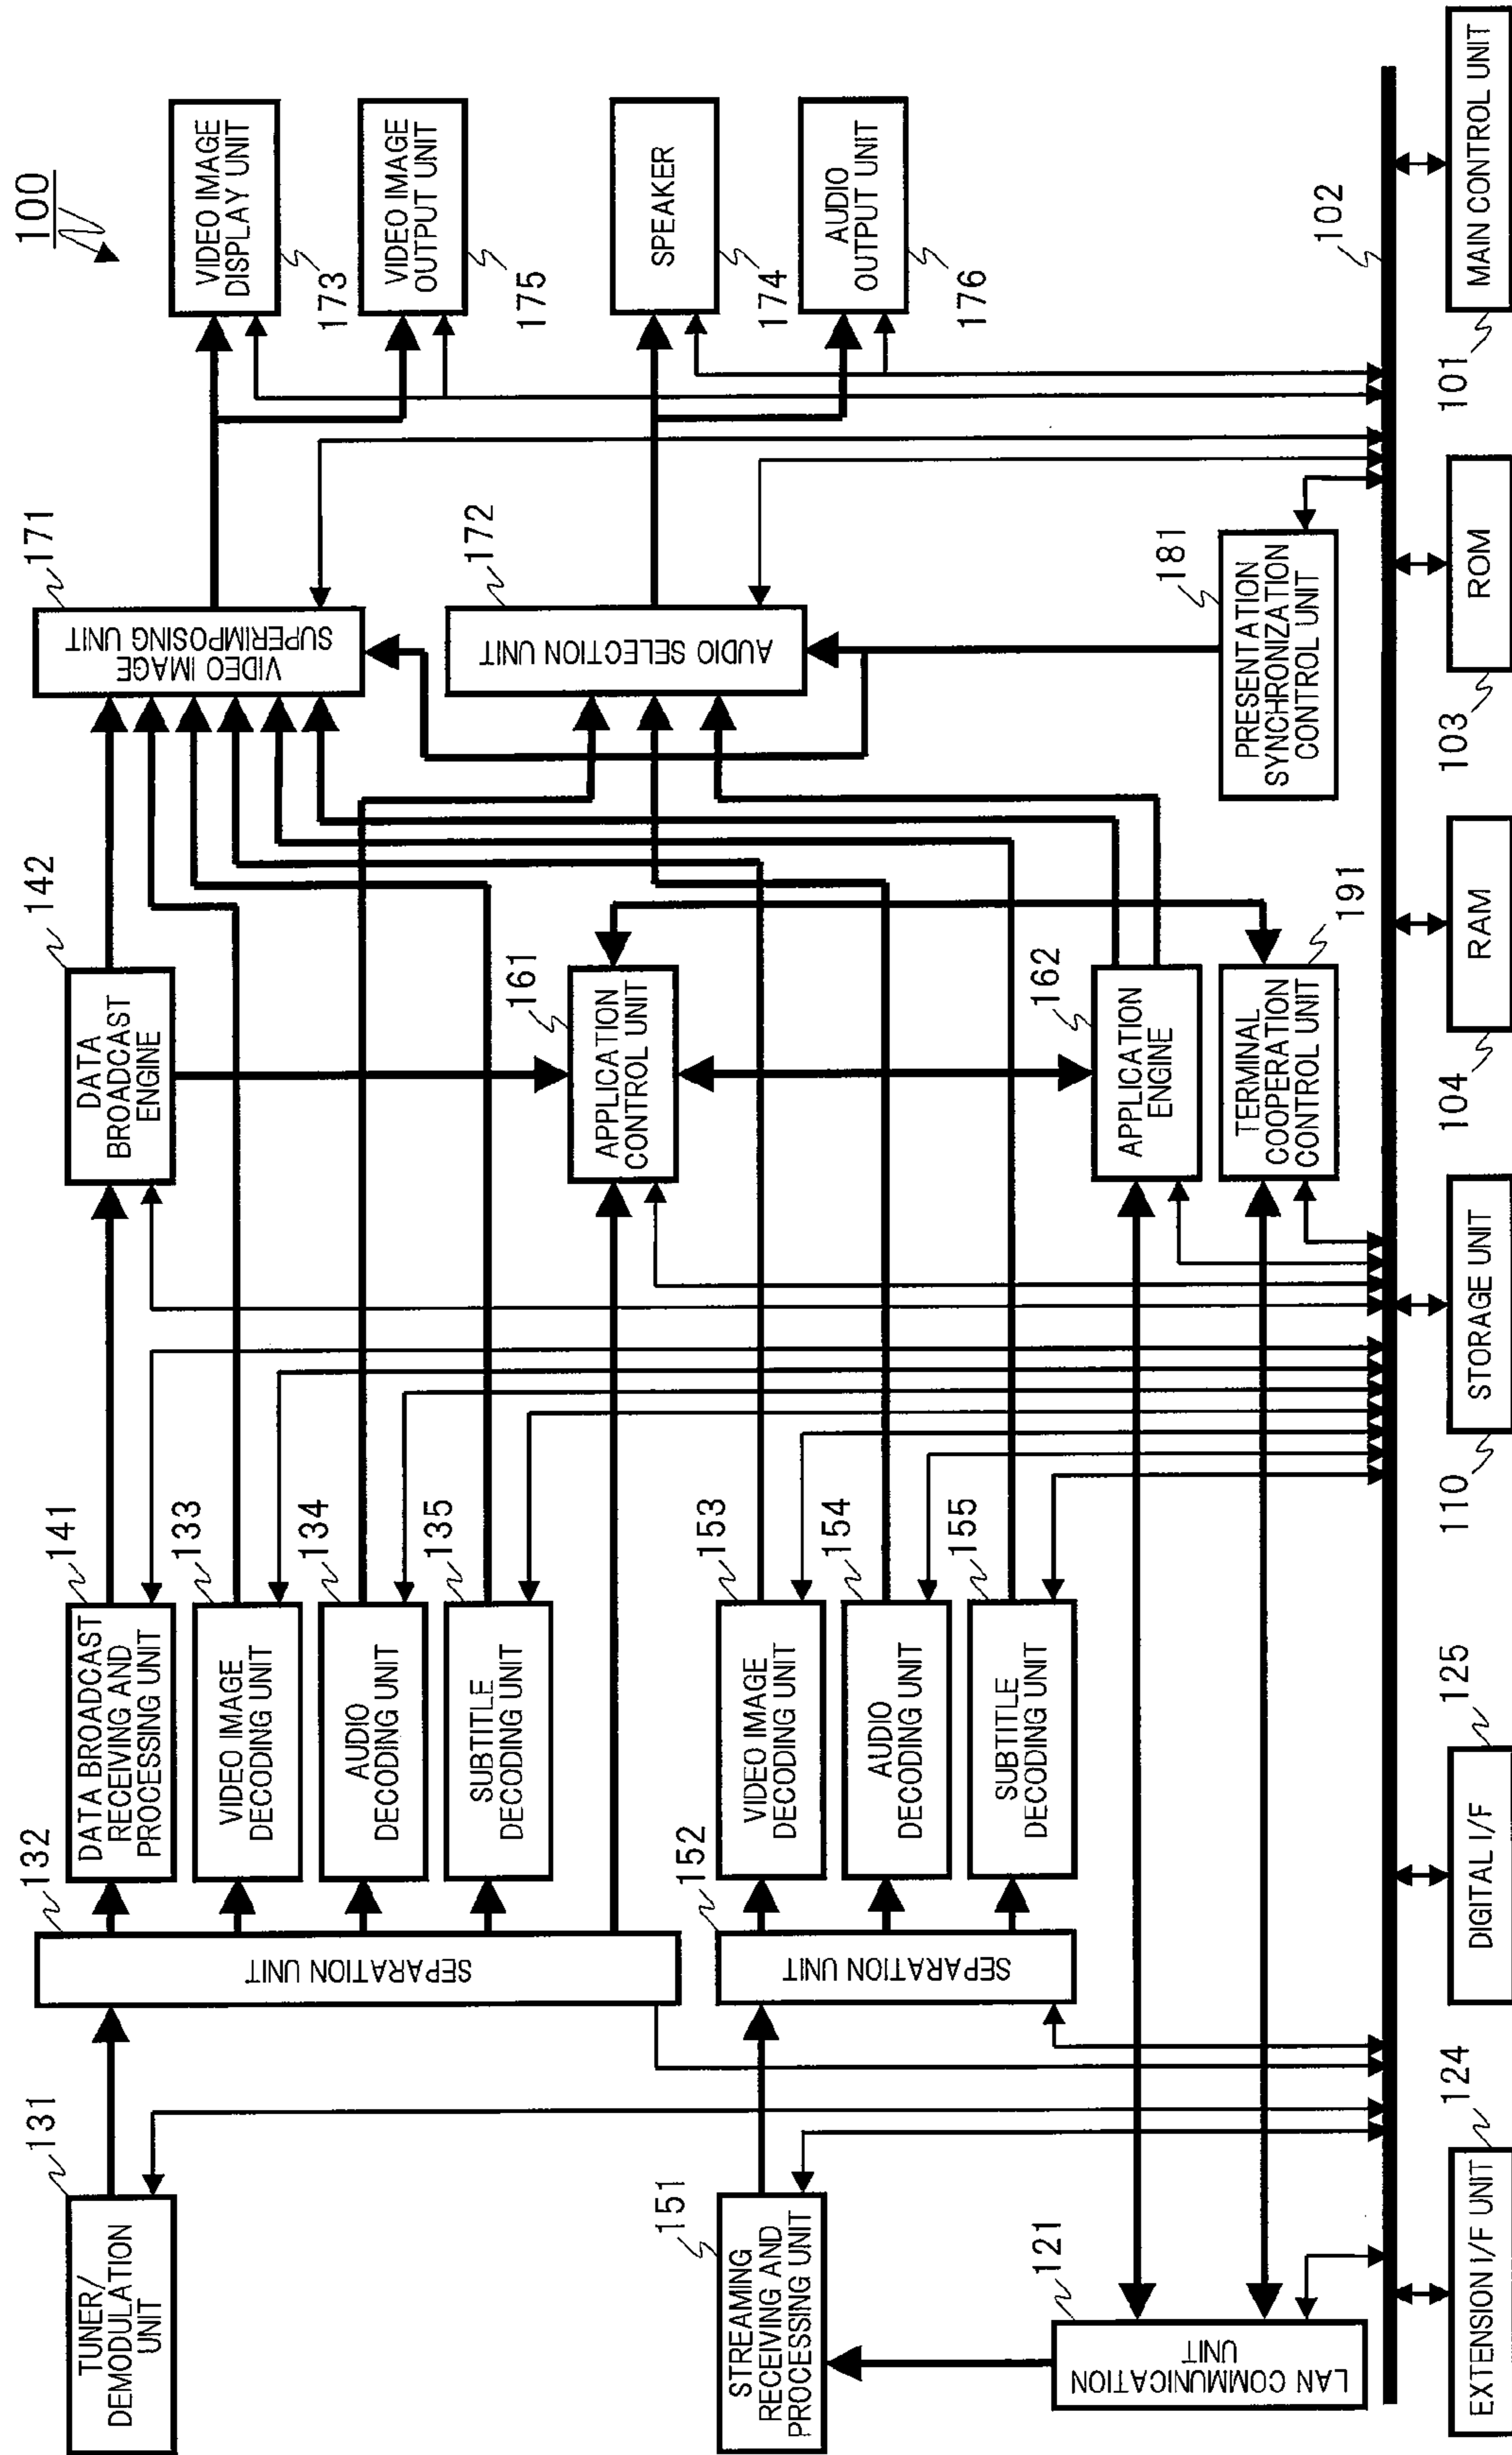 100
131
TUNER/
DEMODULATION
UNIT
132
SEPARATION UNIT
141
DATA BROADCAST
RECEIVING AND
PROCESSING UNIT
133
VIDEO IMAGE
DECODING UNIT
134
AUDIO
DECODING UNIT
135
SUBTITLE
DECODING UNIT
142
DATA
BROADCAST
ENGINE
171
VIDEO IMAGE
SUPERIMPOSING UNIT
VIDEO IMAGE
DISPLAY UNIT
173
VIDEO IMAGE
OUTPUT UNIT
175
151
STREAMING
RECEIVING AND
PROCESSING UNIT
152
SEPARATION UNIT
153
VIDEO IMAGE
DECODING UNIT
154
AUDIO
DECODING UNIT
155
SUBTITLE
DECODING UNIT
161
APPLICATION
CONTROL UNIT
172
AUDIO SELECTION UNIT
SPEAKER
174
AUDIO
OUTPUT UNIT
176
121
LAN COMMUNICATION
UNIT
162
APPLICATION
ENGINE
191
TERMINAL
COOPERATION
CONTROL UNIT
181
PRESENTATION
SYNCHRONIZATION
CONTROL UNIT
102
124
EXTENSION I/F UNIT
125
DIGITAL I/F
110
STORAGE UNIT
104
RAM
103
ROM
101
MAIN CONTROL UNIT